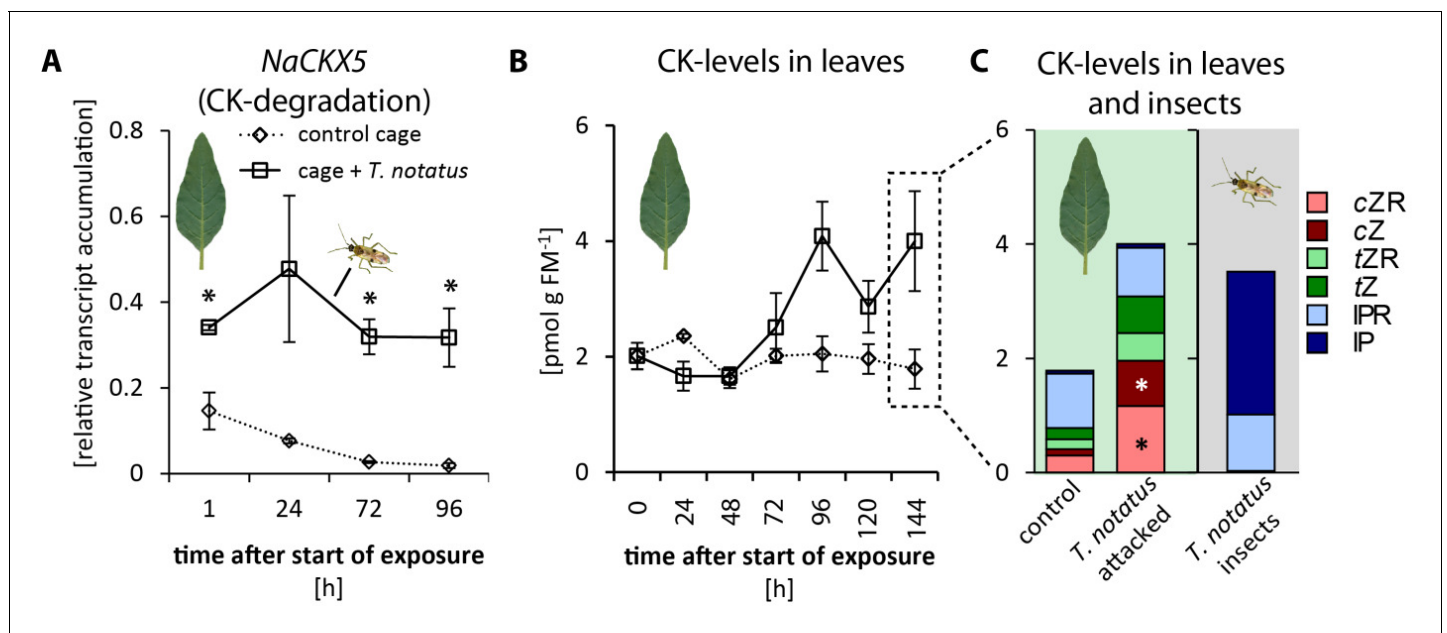 A
NaCKX5
(CK-degradation)
[relative transcript accumulation]
0.8
0.6
0.4
0.2
0
control cage
cage + T. notatus
*
*
*
1
24
72
96
time after start of exposure
[h]
B
CK-levels in leaves
[pmol g FM⁻¹]
6
4
2
0
0
24
48
72
96
120
144
time after start of exposure
[h]
C
CK-levels in leaves
and insects
6
4
2
0
*
*
control
T. notatus
attacked
T. notatus
insects
cZR
cZ
tZR
tZ
IPR
IP